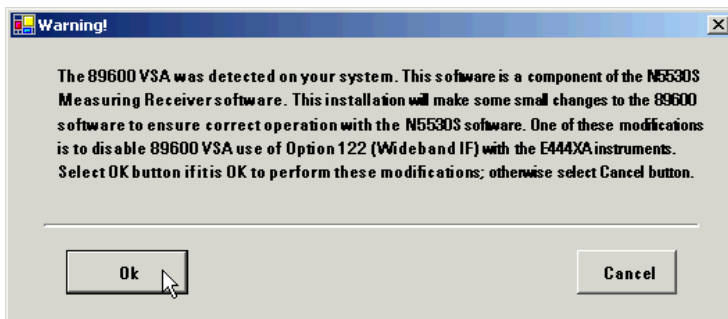 Warning!
The 89600 VSA was detected on your system. This software is a component of the N5530S
Measuring Receiver software. This installation will make some small changes to the 89600
software to ensure correct operation with the N5530S software. One of these modifications
is to disable 89600 VSA use of Option 122 (Wideband IF) with the E444XA instruments.
Select OK button if it is OK to perform these modifications; otherwise select Cancel button.
Ok
Cancel